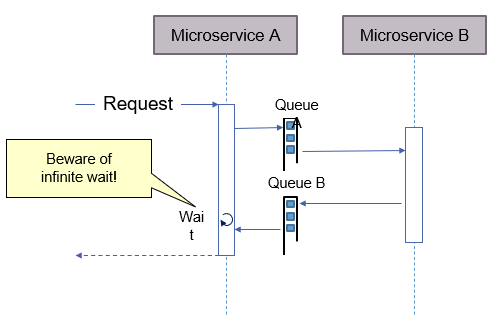 Microservice A
Microservice B
Request
Queue
A
Beware of
infinite wait!
Queue B
Wai
t